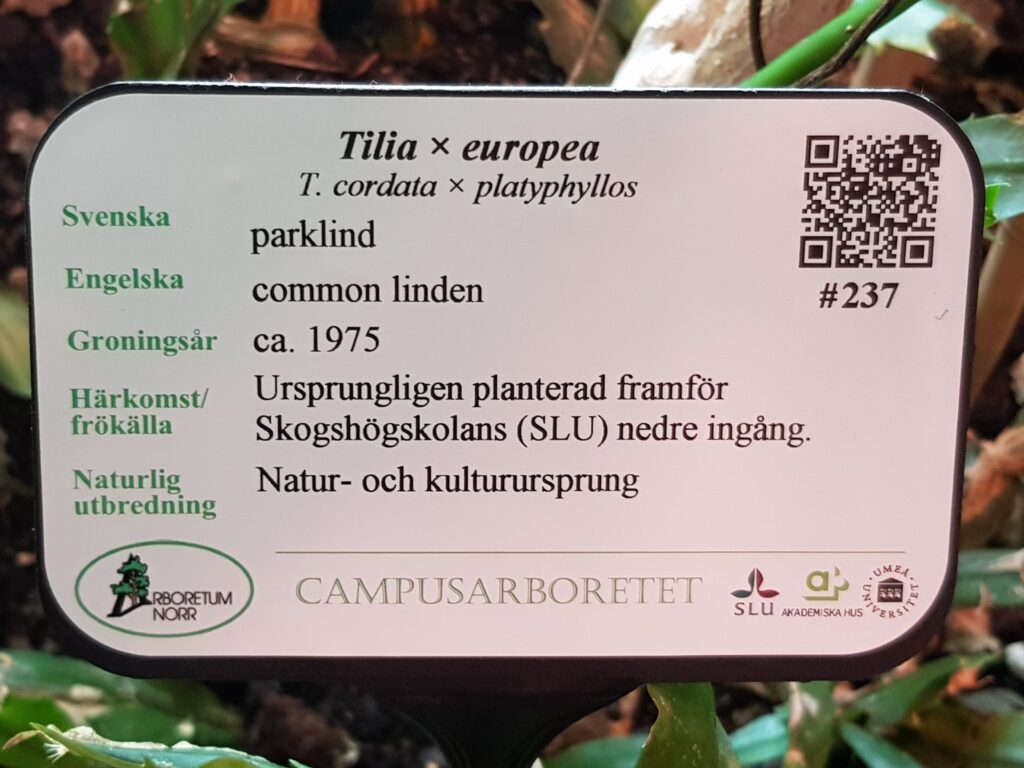 Tilia × europea
T. cordata × platyphyllos
Svenska parklind
Engelska common linden
Groningsår ca. 1975
Härkomst/ Ursprungligen planterad framför
frökälla Skogshögskolans (SLU) nedre ingång.
Naturlig Natur- och kulturursprung
utbredning
#237
ARBORETUM
NORR
CAMPUSARBORETET
SLU
AKADEMISKA HUS
UMEÅ UNIVERSITET